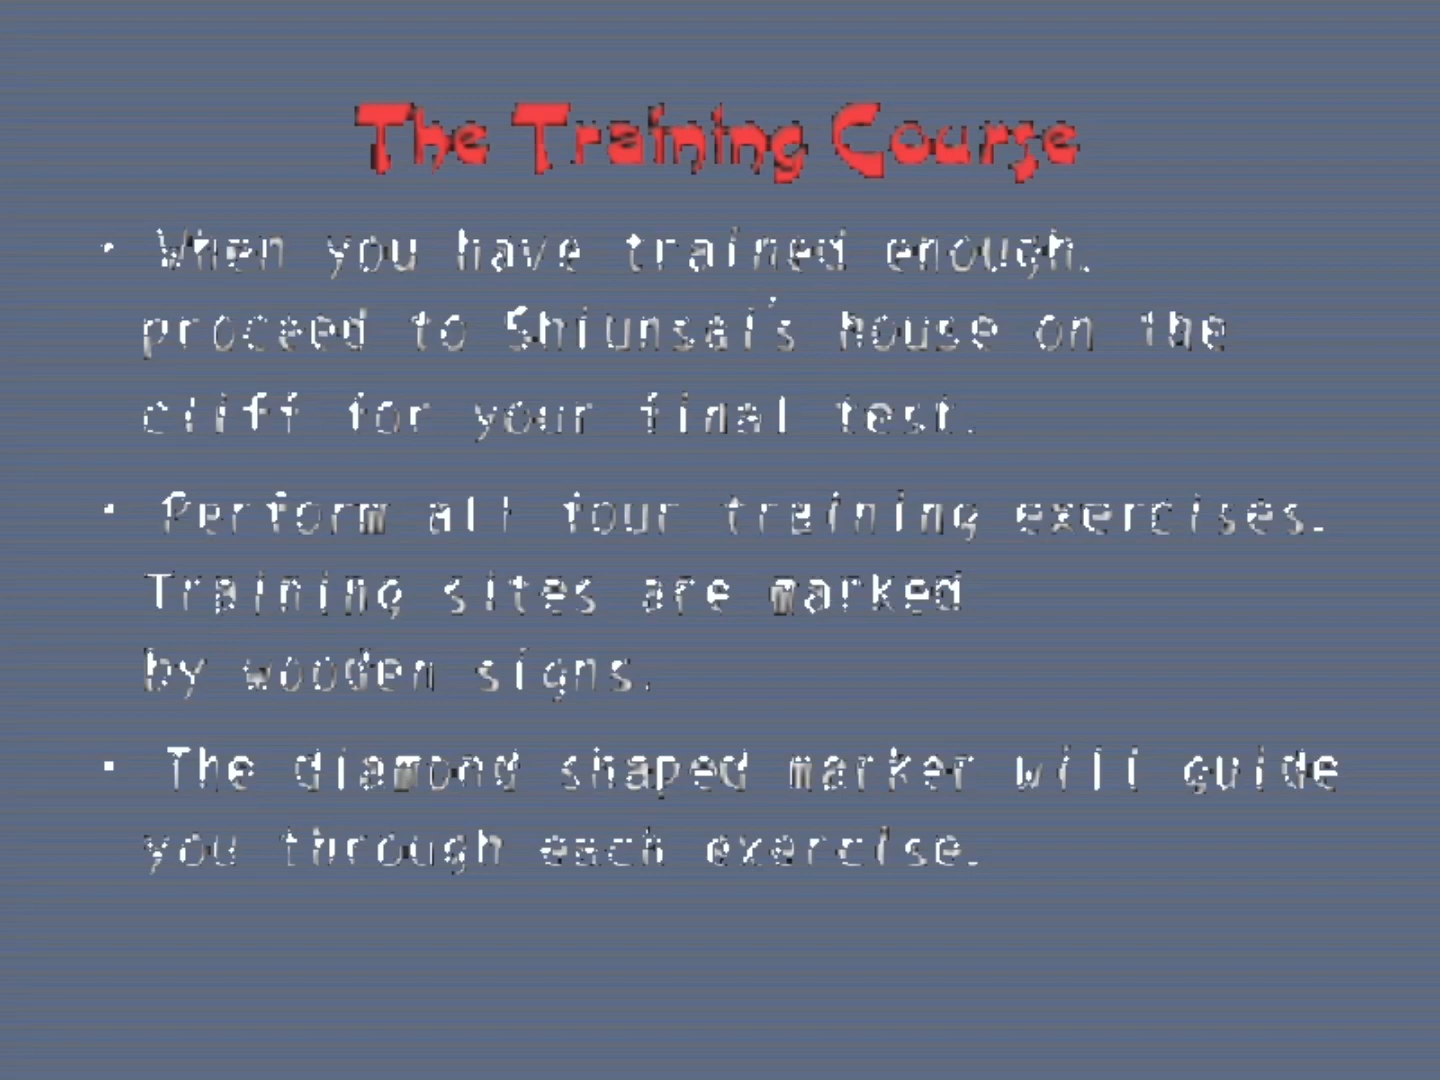 The Training Course
· When you have trained enough,
proceed to Shiunsai's house on the
cliff for your final test.
· Perform all four training exercises.
Training sites are marked
by wooden signs.
· The diamond shaped marker will guide
you through each exercise.